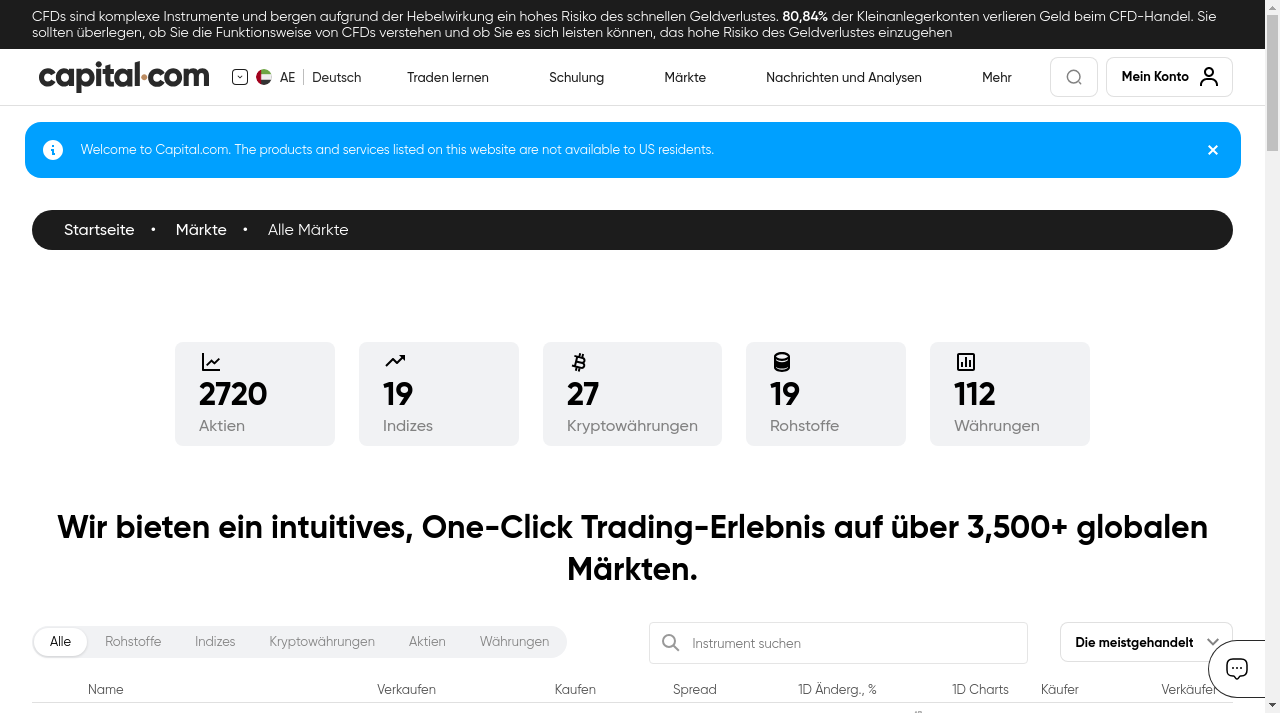 CFDs sind komplexe Instrumente und bergen aufgrund der Hebelwirkung ein hohes Risiko des schnellen Geldverlustes. 80,84% der Kleinanlegerkonten verlieren Geld beim CFD-Handel. Sie
sollten überlegen, ob Sie die Funktionsweise von CFDs verstehen und ob Sie es sich leisten können, das hohe Risiko des Geldverlustes einzugehen
capital.com AE Deutsch Traden lernen Schulung Märkte Nachrichten und Analysen Mehr Mein Konto
Welcome to Capital.com. The products and services listed on this website are not available to US residents.
Startseite • Märkte • Alle Märkte
2720 19 27 19 112
Aktien Indizes Kryptowährungen Rohstoffe Währungen
Wir bieten ein intuitives, One-Click Trading-Erlebnis auf über 3,500+ globalen
Märkten.
Alle Rohstoffe Indizes Kryptowährungen Aktien Währungen Instrument suchen Die meistgehandelt
Name Verkaufen Kaufen Spread 1D Änderg., % 1D Charts Käufer Verkäufer